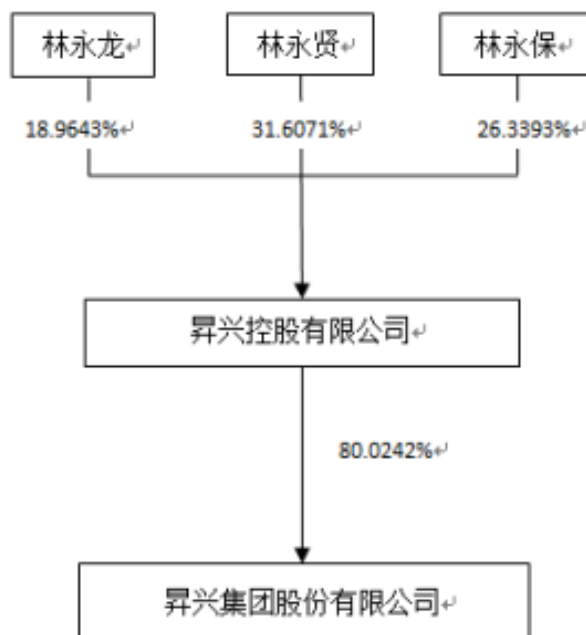 林永龙 林永贤 林永保
18.9643% 31.6071% 26.3393%
昇兴控股有限公司
80.0242%
昇兴集团股份有限公司